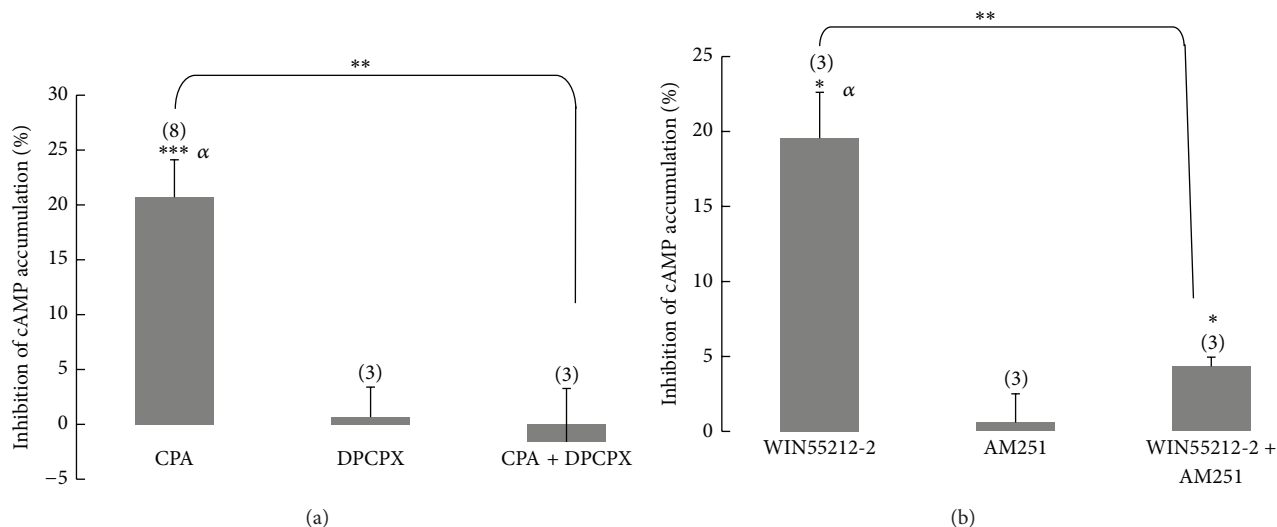 **
Inhibition of cAMP accumulation (%)
30
25
20
15
10
5
0
−5
(8)
*** α
(3)
(3)
CPA
DPCPX
CPA + DPCPX
(a)
**
Inhibition of cAMP accumulation (%)
25
20
15
10
5
0
(3)
* α
(3)
*
(3)
WIN55212-2
AM251
WIN55212-2 +
AM251
(b)